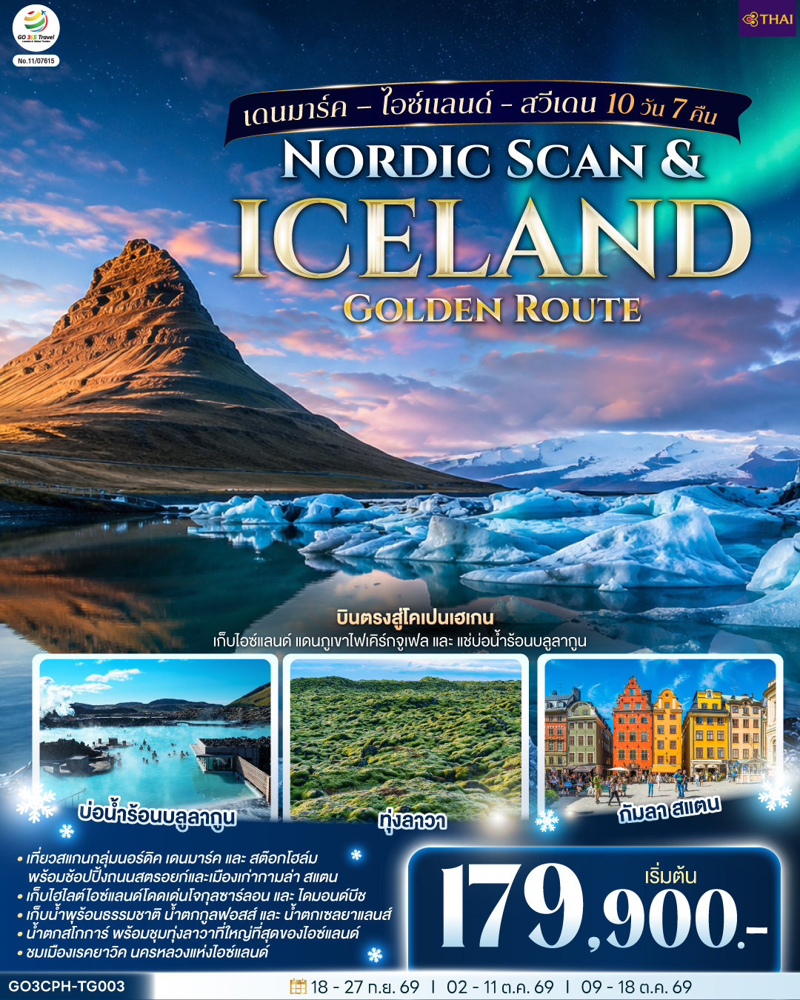 GO 365 Travel
Leaders in Global Tourism
No.11/07615
THAI
เดนมาร์ค – ไอซ์แลนด์ - สวีเดน 10 วัน 7 คืน
NORDIC SCAN &
ICELAND
GOLDEN ROUTE
บินตรงสู่โคเปนเฮเกน
เก็บไอซ์แลนด์ แดนภูเขาไฟเคิร์กจูเฟล และ แช่บ่อน้ำร้อนบลูลากูน
บ่อน้ำร้อนบลูลากูน
ทุ่งลาวา
กัมลา สแตน
• เที่ยวสแกนกลุ่มนอร์ดิค เดนมาร์ค และ สต๊อกโฮล์ม
พร้อมช้อปปิ้งถนนสตรอยก์และเมืองเก่ากามล่า สแตน
• เก็บไฮไลต์ไอซ์แลนด์โดดเด่นโจกุลซาร์ลอน และ ไดมอนด์บีช
• เก็บน้ำพุร้อนธรรมชาติ น้ำตกกูลฟอสส์ และ น้ำตกเซลยาแลนส์
• น้ำตกสโกการ์ พร้อมชุมทุ่งลาวาที่ใหญ่ที่สุดของไอซ์แลนด์
• ชมเมืองเรคยาวิค นครหลวงแห่งไอซ์แลนด์
เริ่มต้น
179,900.-
GO3CPH-TG003
18 - 27 ก.ย. 69 | 02 - 11 ต.ค. 69 | 09 - 18 ต.ค. 69